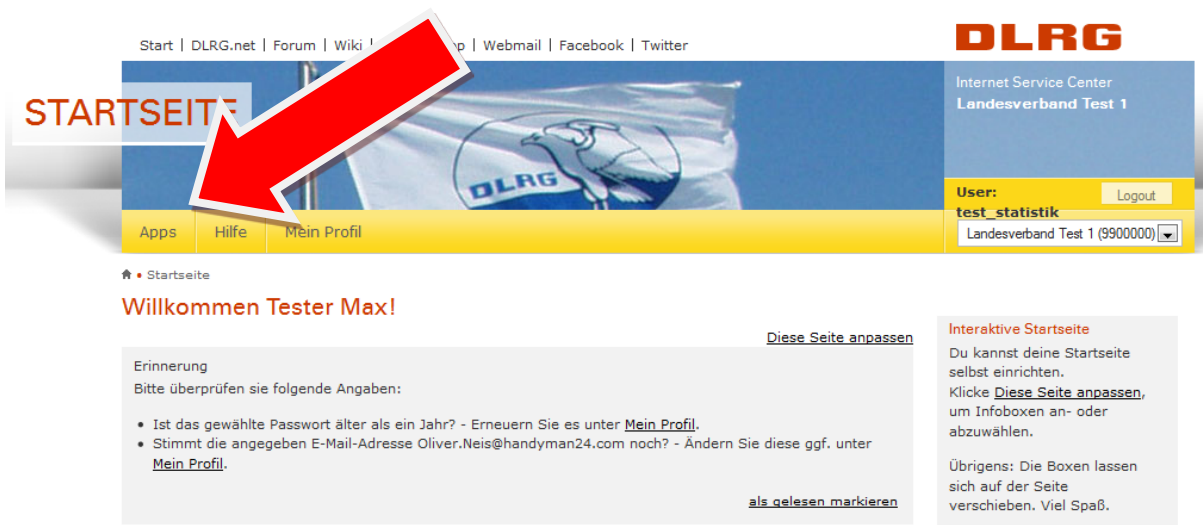 Start | DLRG.net | Forum | Wiki | Webmail | Facebook | Twitter
DLRG
Internet Service Center
Landesverband Test 1
STARTSEITE
DLRG
User:
Logout
test_statistik
Landesverband Test 1 (9900000)
Apps
Hilfe
Mein Profil
• Startseite
Willkommen Tester Max!
Diese Seite anpassen
Erinnerung
Bitte überprüfen sie folgende Angaben:
• Ist das gewählte Passwort älter als ein Jahr? - Erneuern Sie es unter Mein Profil.
• Stimmt die angegeben E-Mail-Adresse Oliver.Neis@handyman24.com noch? - Ändern Sie diese ggf. unter
Mein Profil.
als gelesen markieren
Interaktive Startseite
Du kannst deine Startseite
selbst einrichten.
Klicke Diese Seite anpassen,
um Infoboxen an- oder
abzuwählen.
Übrigens: Die Boxen lassen
sich auf der Seite
verschieben. Viel Spaß.